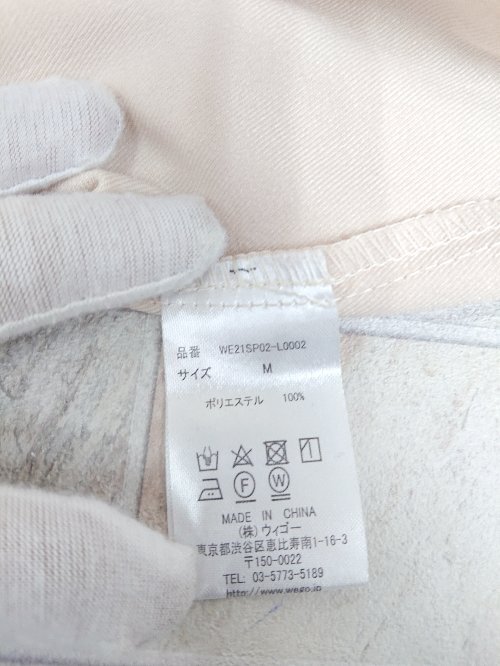 品番 WE21SP02-L0002
サイズ M
ポリエステル 100%
F W
MADE IN CHINA
(株)ウィゴー
東京都渋谷区恵比寿南1-16-3
〒150-0022
TEL: 03-5773-5189
http://www.wego.jp